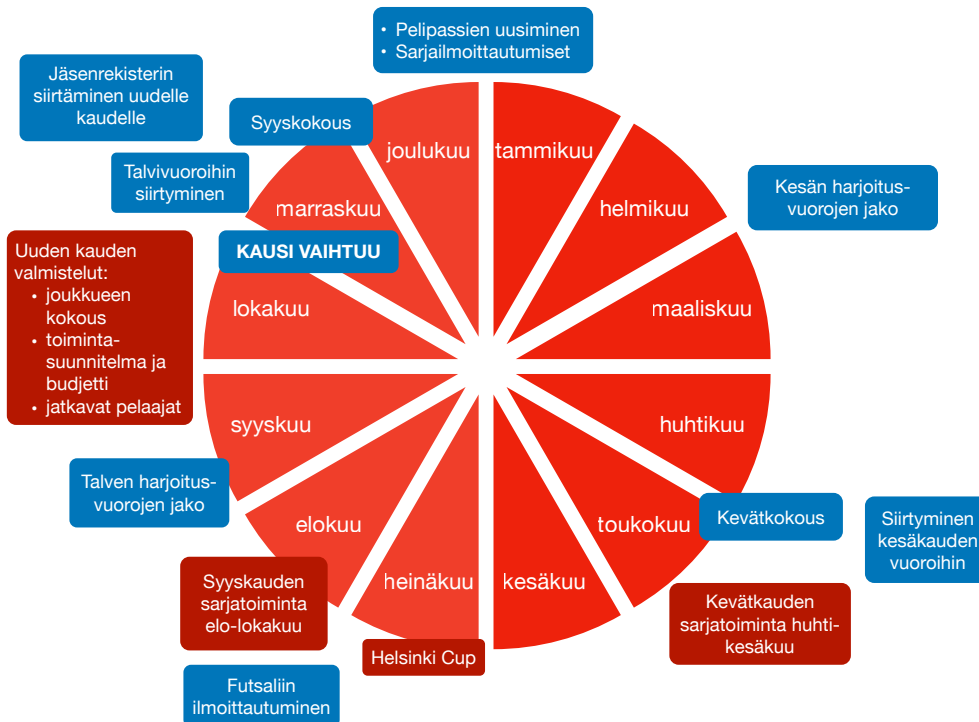 • Pelipassien uusiminen
• Sarjailmoittautumiset
Jäsenrekisterin
siirtäminen uudelle
kaudelle
Syyskokous
joulukuu
tammikuu
Talvivuoroihin
siirtyminen
marraskuu
helmikuu
Kesän harjoitus-
vuorojen jako
Uuden kauden
valmistelut:
• joukkueen
kokous
• toiminta-
suunnitelma ja
budjetti
• jatkavat pelaajat
KAUSI VAIHTUU
lokakuu
maaliskuu
syyskuu
huhtikuu
Talven harjoitus-
vuorojen jako
elokuu
toukokuu
Kevätkokous
Siirtyminen
kesäkauden
vuoroihin
Syyskauden
sarjatoiminta
elo-lokakuu
heinäkuu
kesäkuu
Kevätkauden
sarjatoiminta huhti-
kesäkuu
Helsinki Cup
Futsaliin
ilmoittautuminen